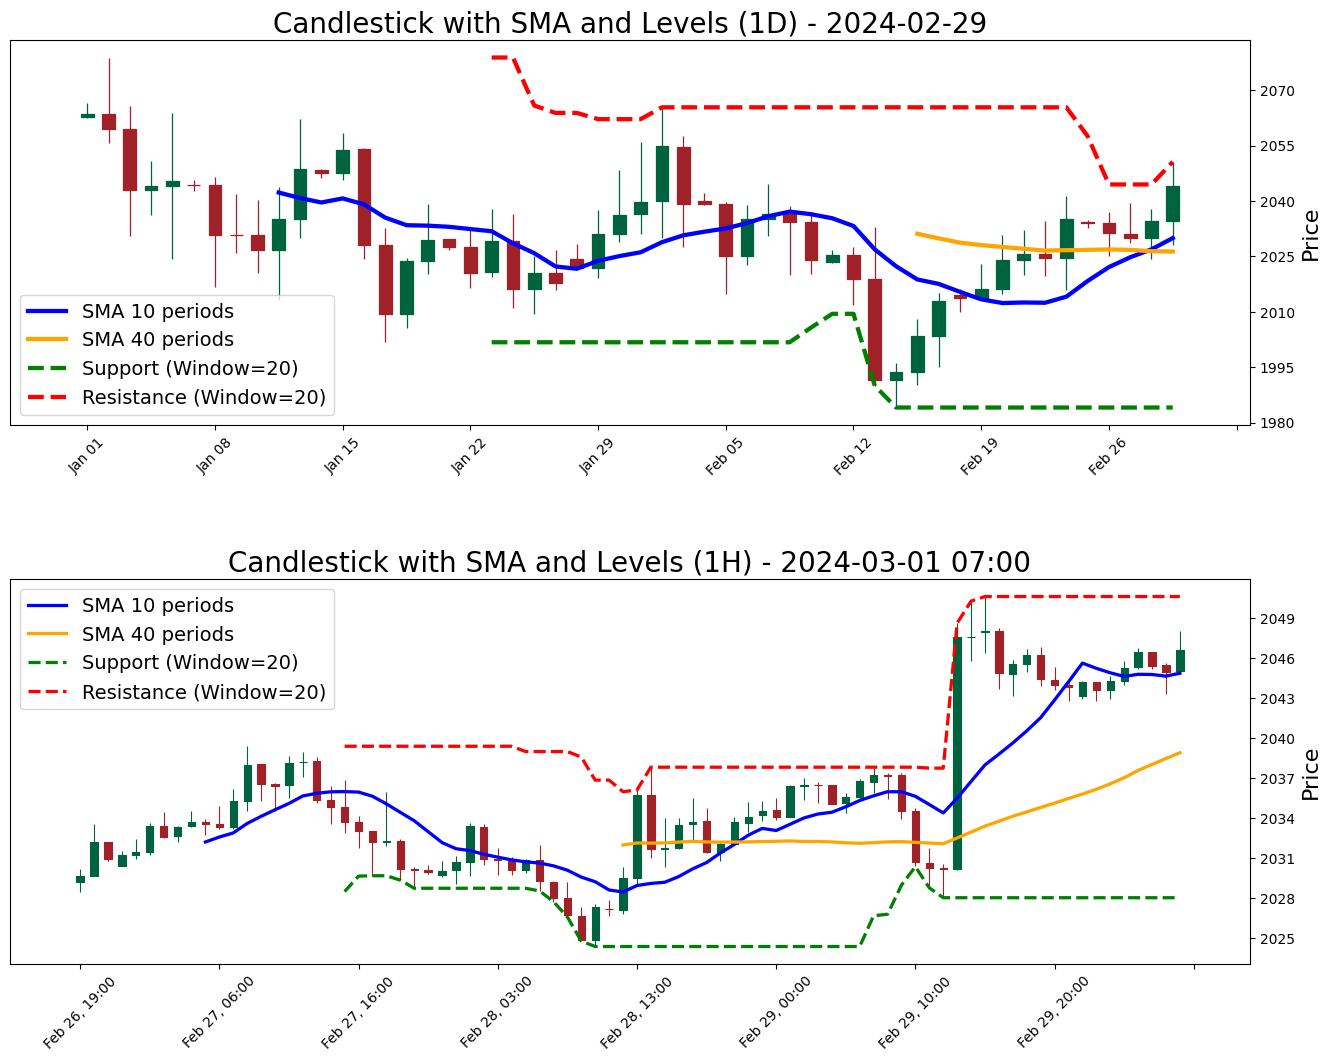 Candlestick with SMA and Levels (1D) - 2024-02-29
2070
2055
2040
2025
2010
1995
1980
Price
SMA 10 periods
SMA 40 periods
Support (Window=20)
Resistance (Window=20)
Jan 01
Jan 08
Jan 15
Jan 22
Jan 29
Feb 05
Feb 12
Feb 19
Feb 26
Candlestick with SMA and Levels (1H) - 2024-03-01 07:00
SMA 10 periods
SMA 40 periods
Support (Window=20)
Resistance (Window=20)
2049
2046
2043
2040
2037
2034
2031
2028
2025
Price
Feb 26, 19:00
Feb 27, 06:00
Feb 27, 16:00
Feb 28, 03:00
Feb 28, 13:00
Feb 29, 00:00
Feb 29, 10:00
Feb 29, 20:00